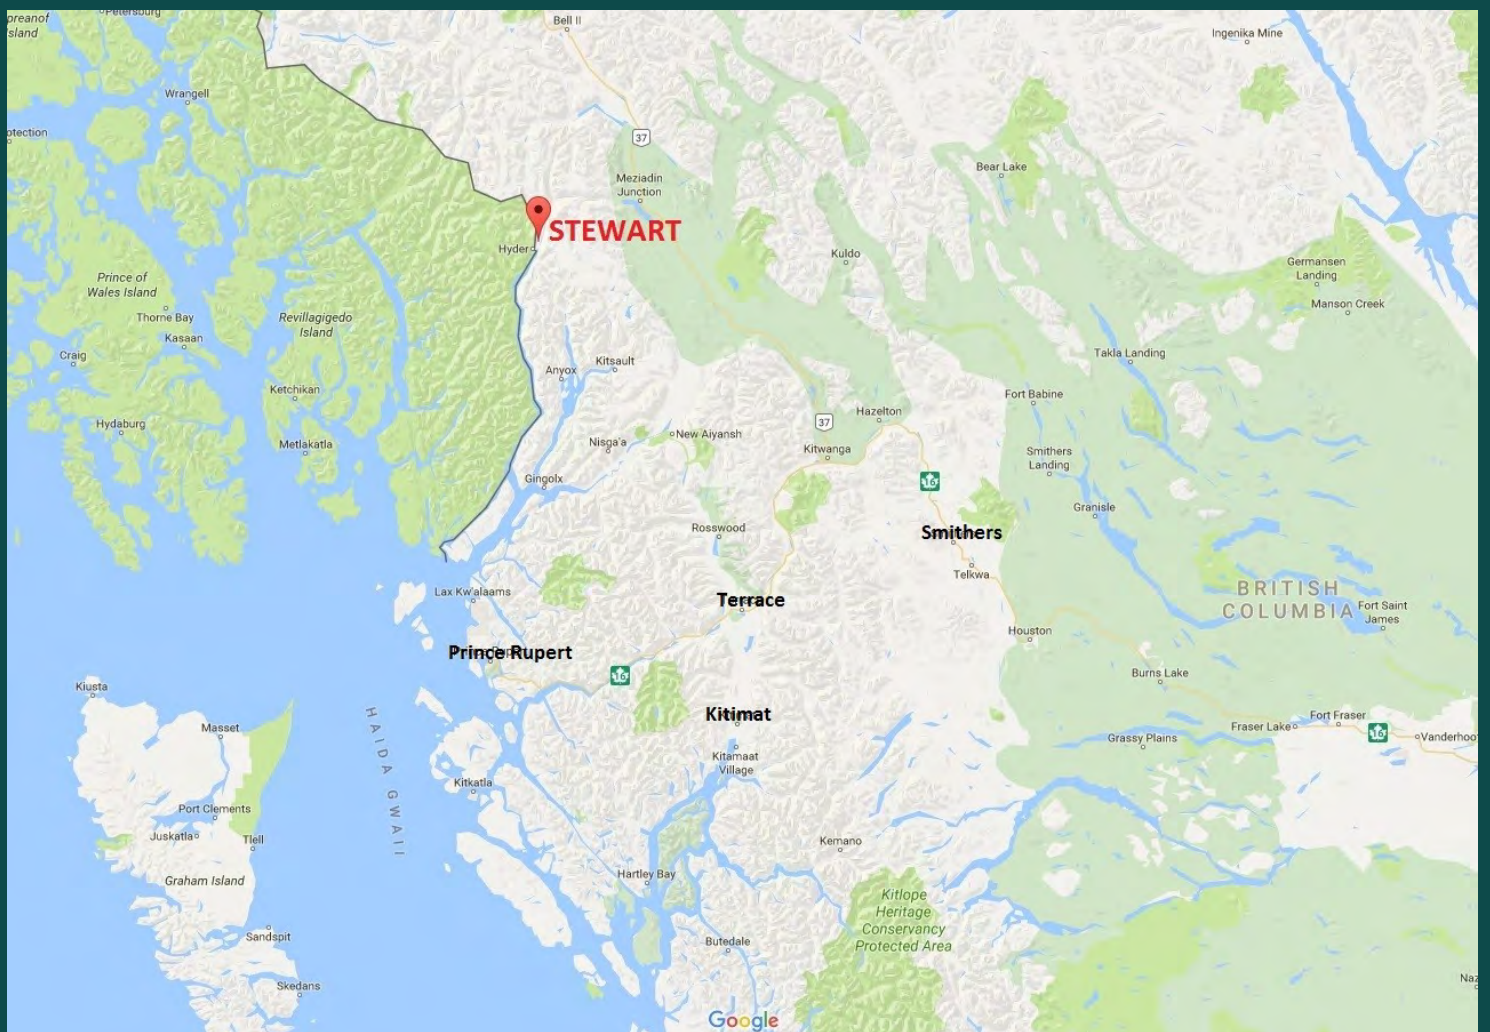 Petersburg
preanof
sland
Bell II
Ingenika Mine
Wrangell
otection
37
Bear Lake
Meziadin
Junction
STEWART
Hyder
Kuldo
Germansen
Landing
Prince of
Wales Island
Manson Creek
Thorne Bay
Revillagigedo
Island
Kasaan
Craig
Takla Landing
Kitsault
Anyox
Ketchikan
Fort Babine
Hazelton
Hydaburg
37
New Aiyansh
Metlakatla
Nisga'a
Kitwanga
Smithers
Landing
Gingolx
16
Granisle
Rosswood
Smithers
Telkwa
Lax Kw'alaams
Terrace
BRITISH
COLUMBIA
Fort Saint
James
Houston
Prince Rupert
16
Burns Lake
Kiusta
Masset
HAIDA GWAII
Kitimat
Fort Fraser
Fraser Lake
16
Vanderhoo
Grassy Plains
Kitamaat
Village
Kitkatla
Port Clements
Juskatla
Tlell
Kemano
Graham Island
Hartley Bay
Kitlope
Heritage
Conservancy
Protected Area
Sandspit
Butedale
Skedans
Naz
Google